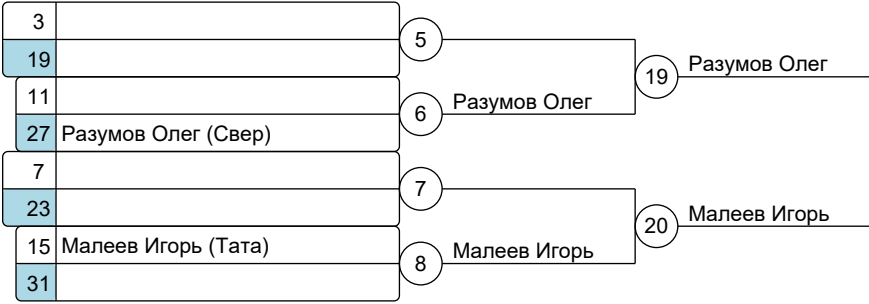 3
5
19
19 Разумов Олег
11
6 Разумов Олег
27 Разумов Олег (Свер)
7
7
23
20 Малеев Игорь
15 Малеев Игорь (Тата)
8 Малеев Игорь
31